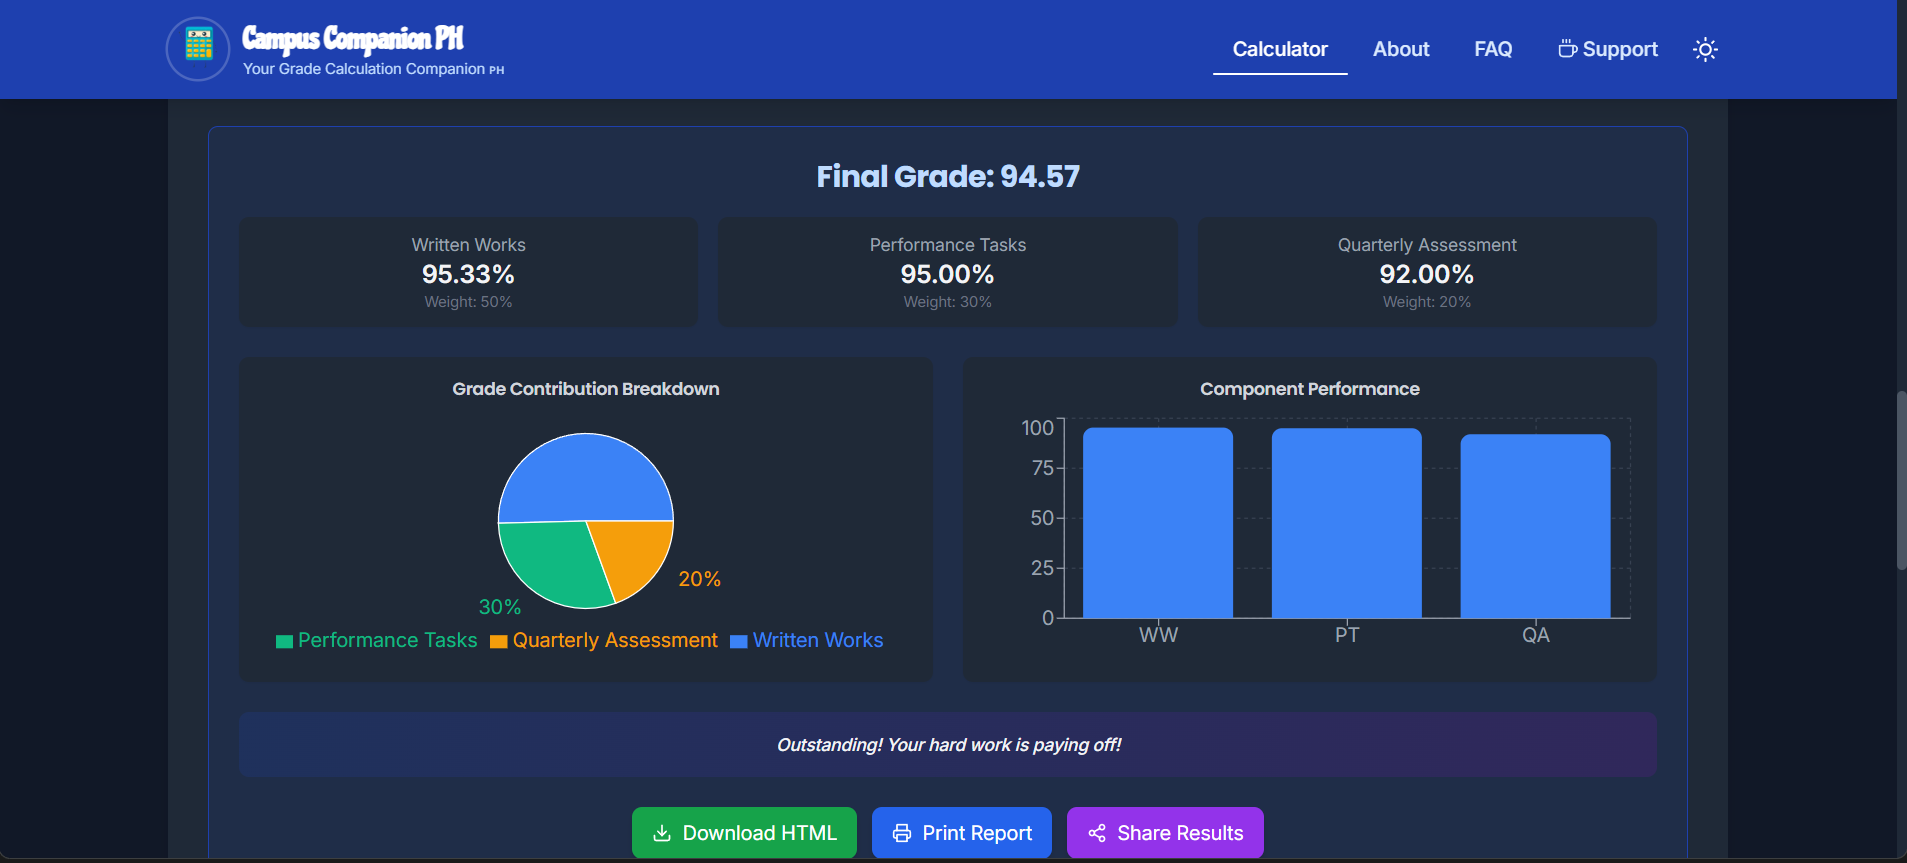 Campus Companion PH
Your Grade Calculation Companion PH
Calculator
About
FAQ
Support
Final Grade: 94.57
Written Works
95.33%
Weight: 50%
Performance Tasks
95.00%
Weight: 30%
Quarterly Assessment
92.00%
Weight: 20%
Grade Contribution Breakdown
20%
30%
Performance Tasks
Quarterly Assessment
Written Works
Component Performance
100
75
50
25
0
WW
PT
QA
Outstanding! Your hard work is paying off!
Download HTML
Print Report
Share Results